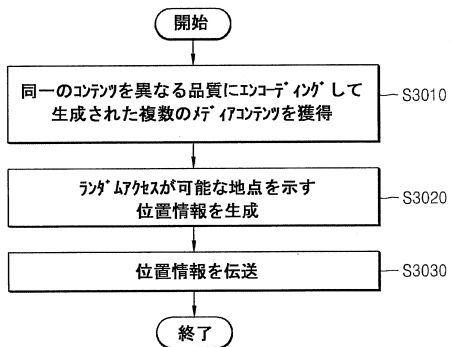 開始
同一のｺﾝﾃﾝﾂを異なる品質にｴﾝｺｰﾃﾞｨﾝｸﾞして
生成された複数のﾒﾃﾞｨｱｺﾝﾃﾝﾂを獲得
S3010
ﾗﾝﾀﾞﾑｱｸｾｽが可能な地点を示す
位置情報を生成
S3020
位置情報を伝送
S3030
終了